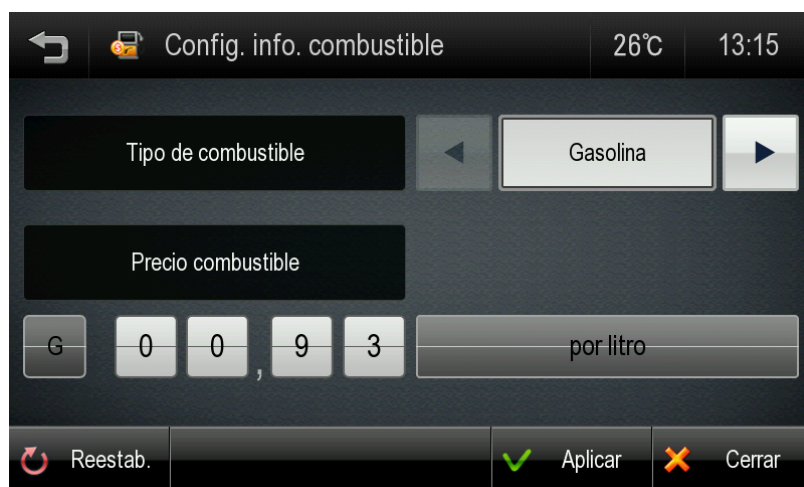 Config. info. combustible 26℃ 13:15
Tipo de combustible Gasolina
Precio combustible
G 0 0 , 9 3 por litro
Reestab. Aplicar Cerrar